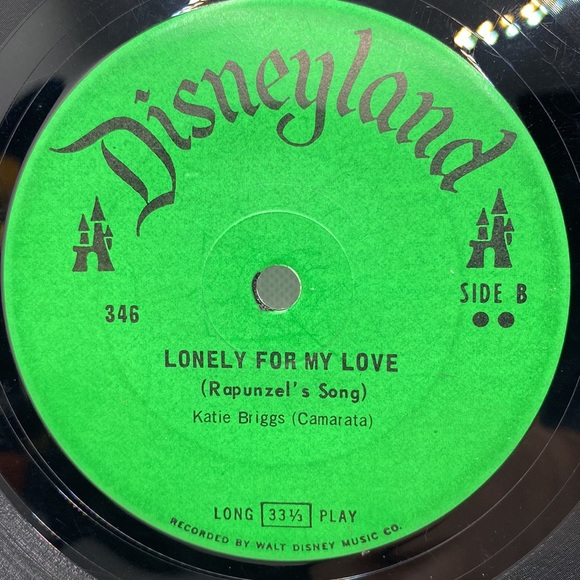 Disneyland
346
SIDE B
LONELY FOR MY LOVE
(Rapunzel's Song)
Katie Briggs (Camarata)
LONG 33⅓ PLAY
RECORDED BY WALT DISNEY MUSIC CO.